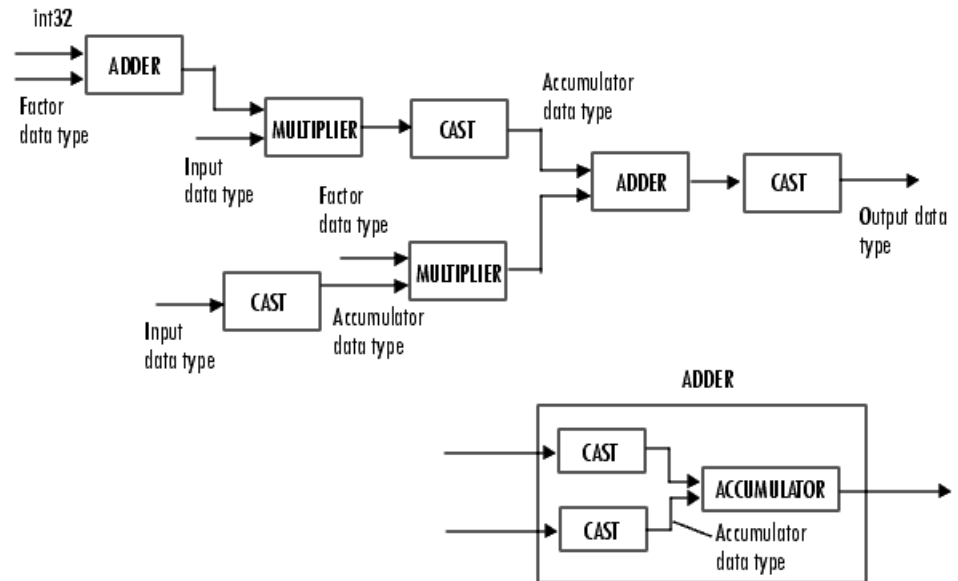 int32
ADDER
Factor
data type
MULTIPLIER
Input
data type
CAST
Accumulator
data type
ADDER
CAST
Output data
type
Factor
data type
MULTIPLIER
CAST
Input
data type
Accumulator
data type
ADDER
CAST
CAST
ACCUMULATOR
Accumulator
data type